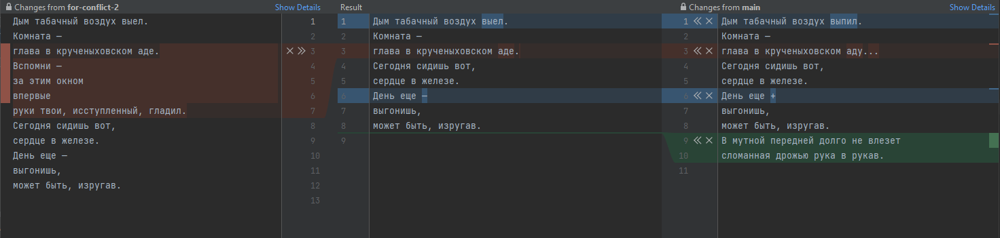 Changes from for-conflict-2
Show Details
Result
Changes from main
Show Details
Дым табачный воздух выел.
Комната —
глава в крученыховском аде.
Вспомни —
за этим окном
впервые
руки твои, исступленный, гладил.
Сегодня сидишь вот,
сердце в железе.
День еще —
выгонишь,
может быть, изругав.
1
2
3
4
5
6
7
8
9
10
11
12
13
1
2
3
4
5
6
7
8
9
Дым табачный воздух выел.
Комната —
глава в крученыховском аде.
Сегодня сидишь вот,
сердце в железе.
День еще —
выгонишь,
может быть, изругав.
1
2
3
4
5
6
7
8
9
10
11
Дым табачный воздух выпил.
Комната —
глава в крученыховском аду...
Сегодня сидишь вот,
сердце в железе.
День еще +
выгонишь,
может быть, изругав.
В мутной передней долго не влезет
сломанная дрожью рука в рукав.